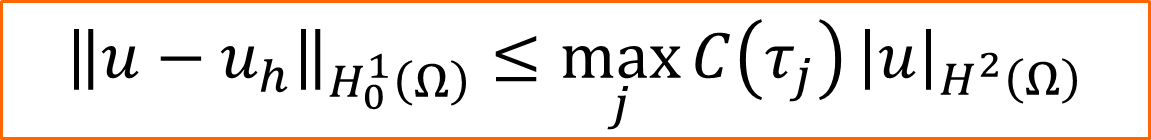 ‖u − u_h‖_{H_0^1(Ω)} ≤ max_j C(τ_j) |u|_{H^2(Ω)}